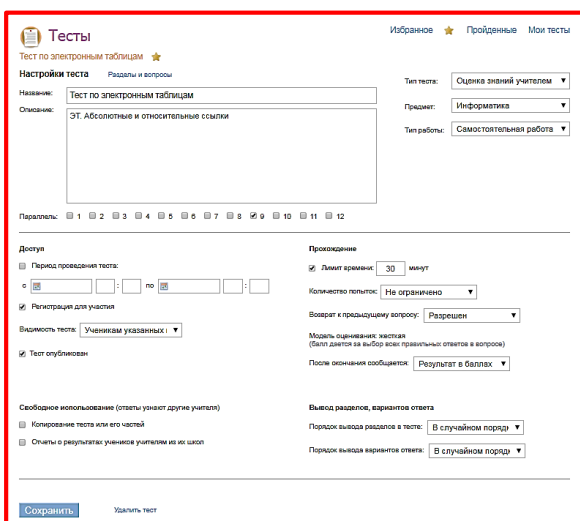 Тесты
Избранное Пройденные Мои тесты
Тест по электронным таблицам
Настройки теста Разделы и вопросы
Тип теста: Оценка знаний учителем
Название: Тест по электронным таблицам
Предмет: Информатика
Описание: ЭТ. Абсолютные и относительные ссылки
Тип работы: Самостоятельная работа
Параллель: 1 2 3 4 5 6 7 8 9 10 11 12
Доступ
Период проведения теста:
с : по :
Регистрация для участия
Видимость теста: Ученикам указанных
Тест опубликован
Прохождение
Лимит времени: 30 минут
Количество попыток: Не ограничено
Возврат к предыдущему вопросу: Разрешен
Модель оценивания: жесткая
(балл дается за выбор всех правильных ответов в вопросе)
После окончания сообщается: Результат в баллах
Свободное использование (ответы узнают другие учителя)
Копирование теста или его частей
Отчеты о результатах учеников учителям из их школ
Вывод разделов, вариантов ответа
Порядок вывода разделов в тесте: В случайном поряд
Порядок вывода вариантов ответа: В случайном поряд
Сохранить Удалить тест